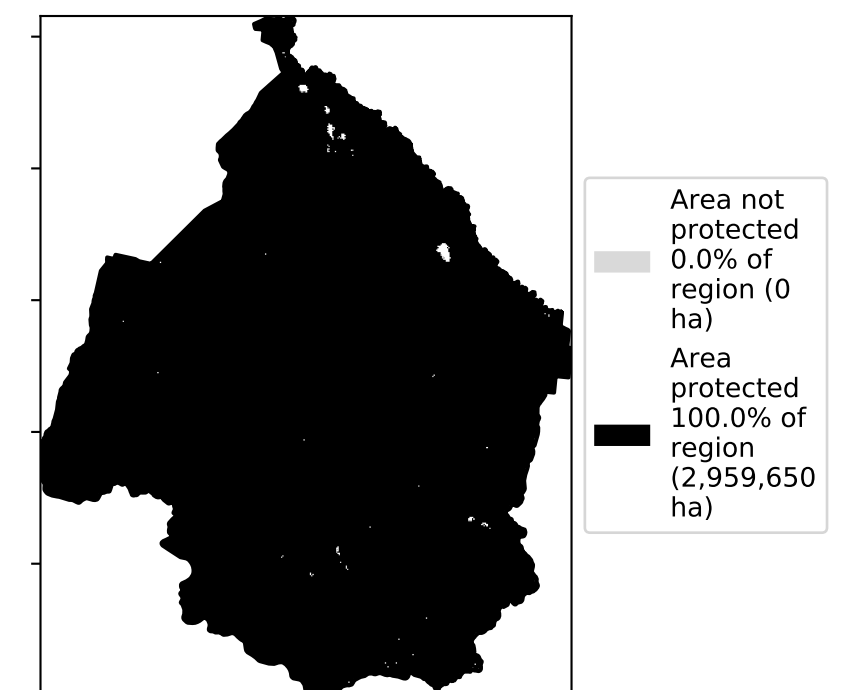 Area not
protected
0.0% of
region (0
ha)
Area
protected
100.0% of
region
(2,959,650
ha)